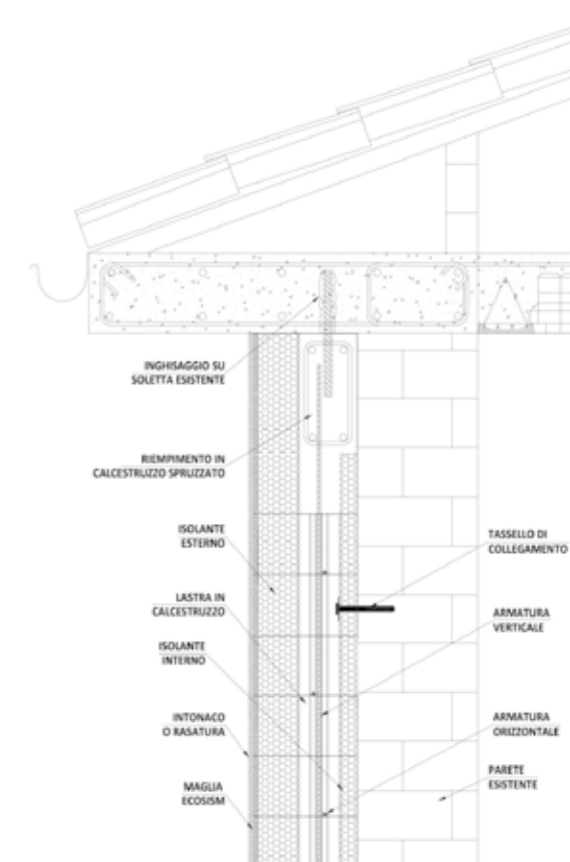 INGHISAGGIO SU
SOLETTA ESISTENTE
RIEMPIMENTO IN
CALCESTRUZZO SPRUZZATO
ISOLANTE
ESTERNO
TASSELLO DI
COLLEGAMENTO
LASTRA IN
CALCESTRUZZO
ARMATURA
VERTICALE
ISOLANTE
INTERNO
INTONACO
O RASATURA
ARMATURA
ORIZZONTALE
PARETE
ESISTENTE
MAGLIA
ECOSISM